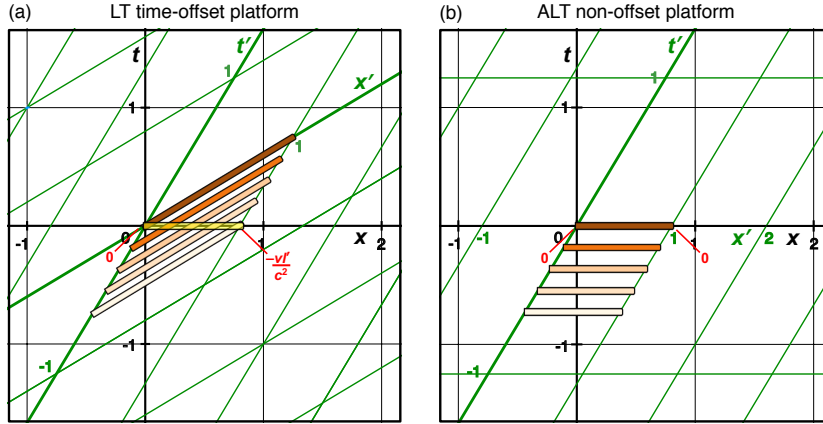 (a) LT time-offset platform
t
t′
1
x′
1
1
-1
0
0
x
1
2
−vl′
c²
-1
-1
(b) ALT non-offset platform
t
t′
1
1
-1
-1
0
0
1
1
x′
2
x
2
0
-1
-1